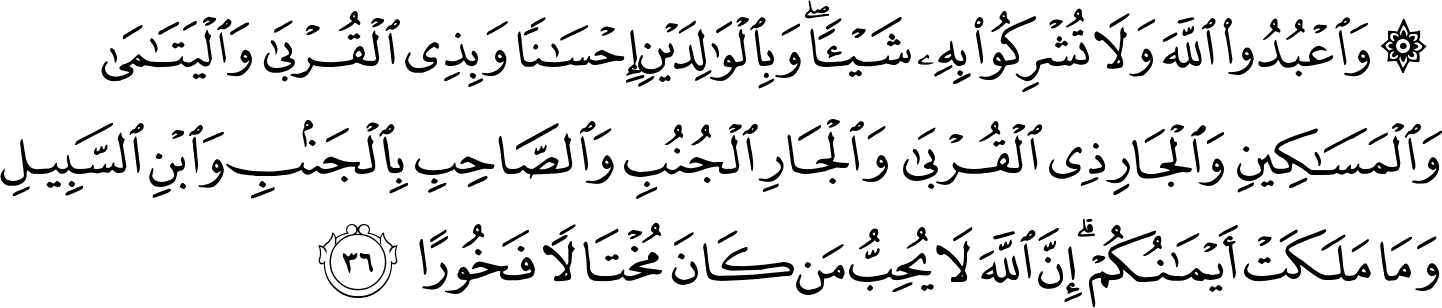 ۞ وَٱعْبُدُوا۟ ٱللَّهَ وَلَا تُشْرِكُوا۟ بِهِۦ شَيْـًٔا ۖ وَبِٱلْوَٰلِدَيْنِ إِحْسَـٰنًا وَبِذِى ٱلْقُرْبَىٰ وَٱلْيَتَـٰمَىٰ
وَٱلْمَسَـٰكِينِ وَٱلْجَارِ ذِى ٱلْقُرْبَىٰ وَٱلْجَارِ ٱلْجُنُبِ وَٱلصَّاحِبِ بِٱلْجَنۢبِ وَٱبْنِ ٱلسَّبِيلِ
وَمَا مَلَكَتْ أَيْمَـٰنُكُمْ ۗ إِنَّ ٱللَّهَ لَا يُحِبُّ مَن كَانَ مُخْتَالًا فَخُورًا ٣٦